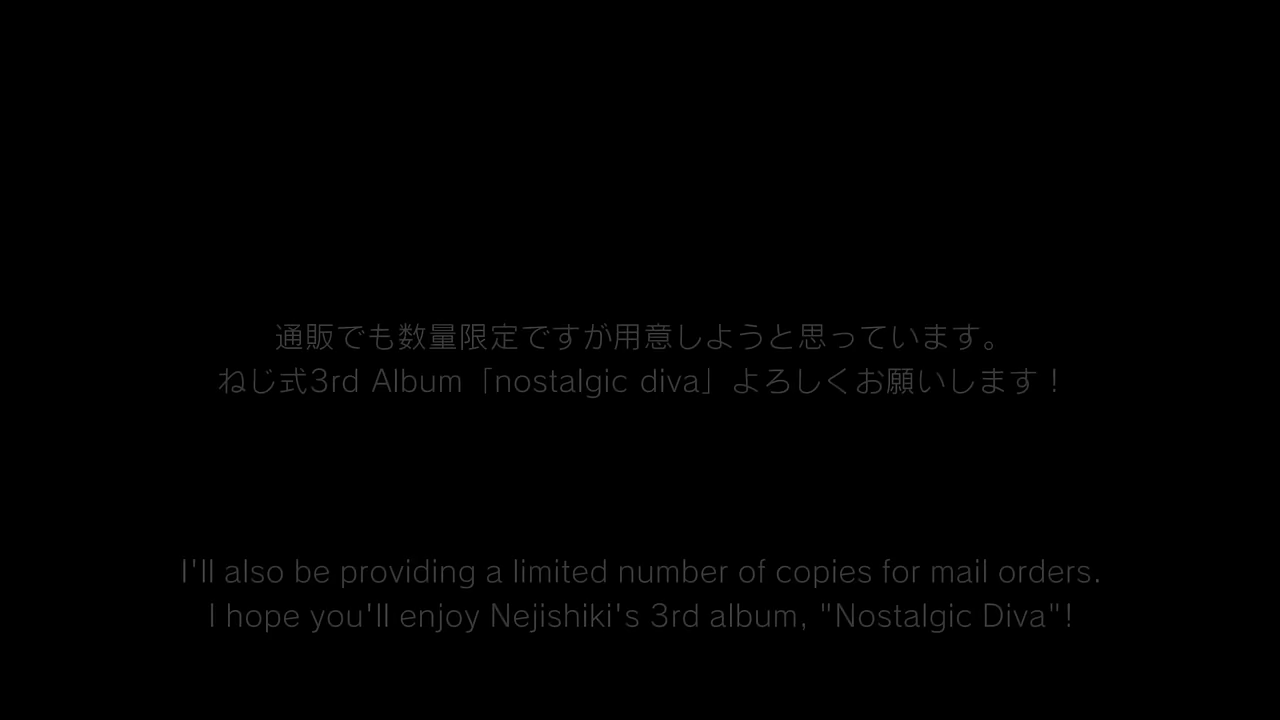 通販でも数量限定ですが用意しようと思っています。
ねじ式3rd Album「nostalgic diva」よろしくお願いします！
I'll also be providing a limited number of copies for mail orders.
I hope you'll enjoy Nejishiki's 3rd album, "Nostalgic Diva"!